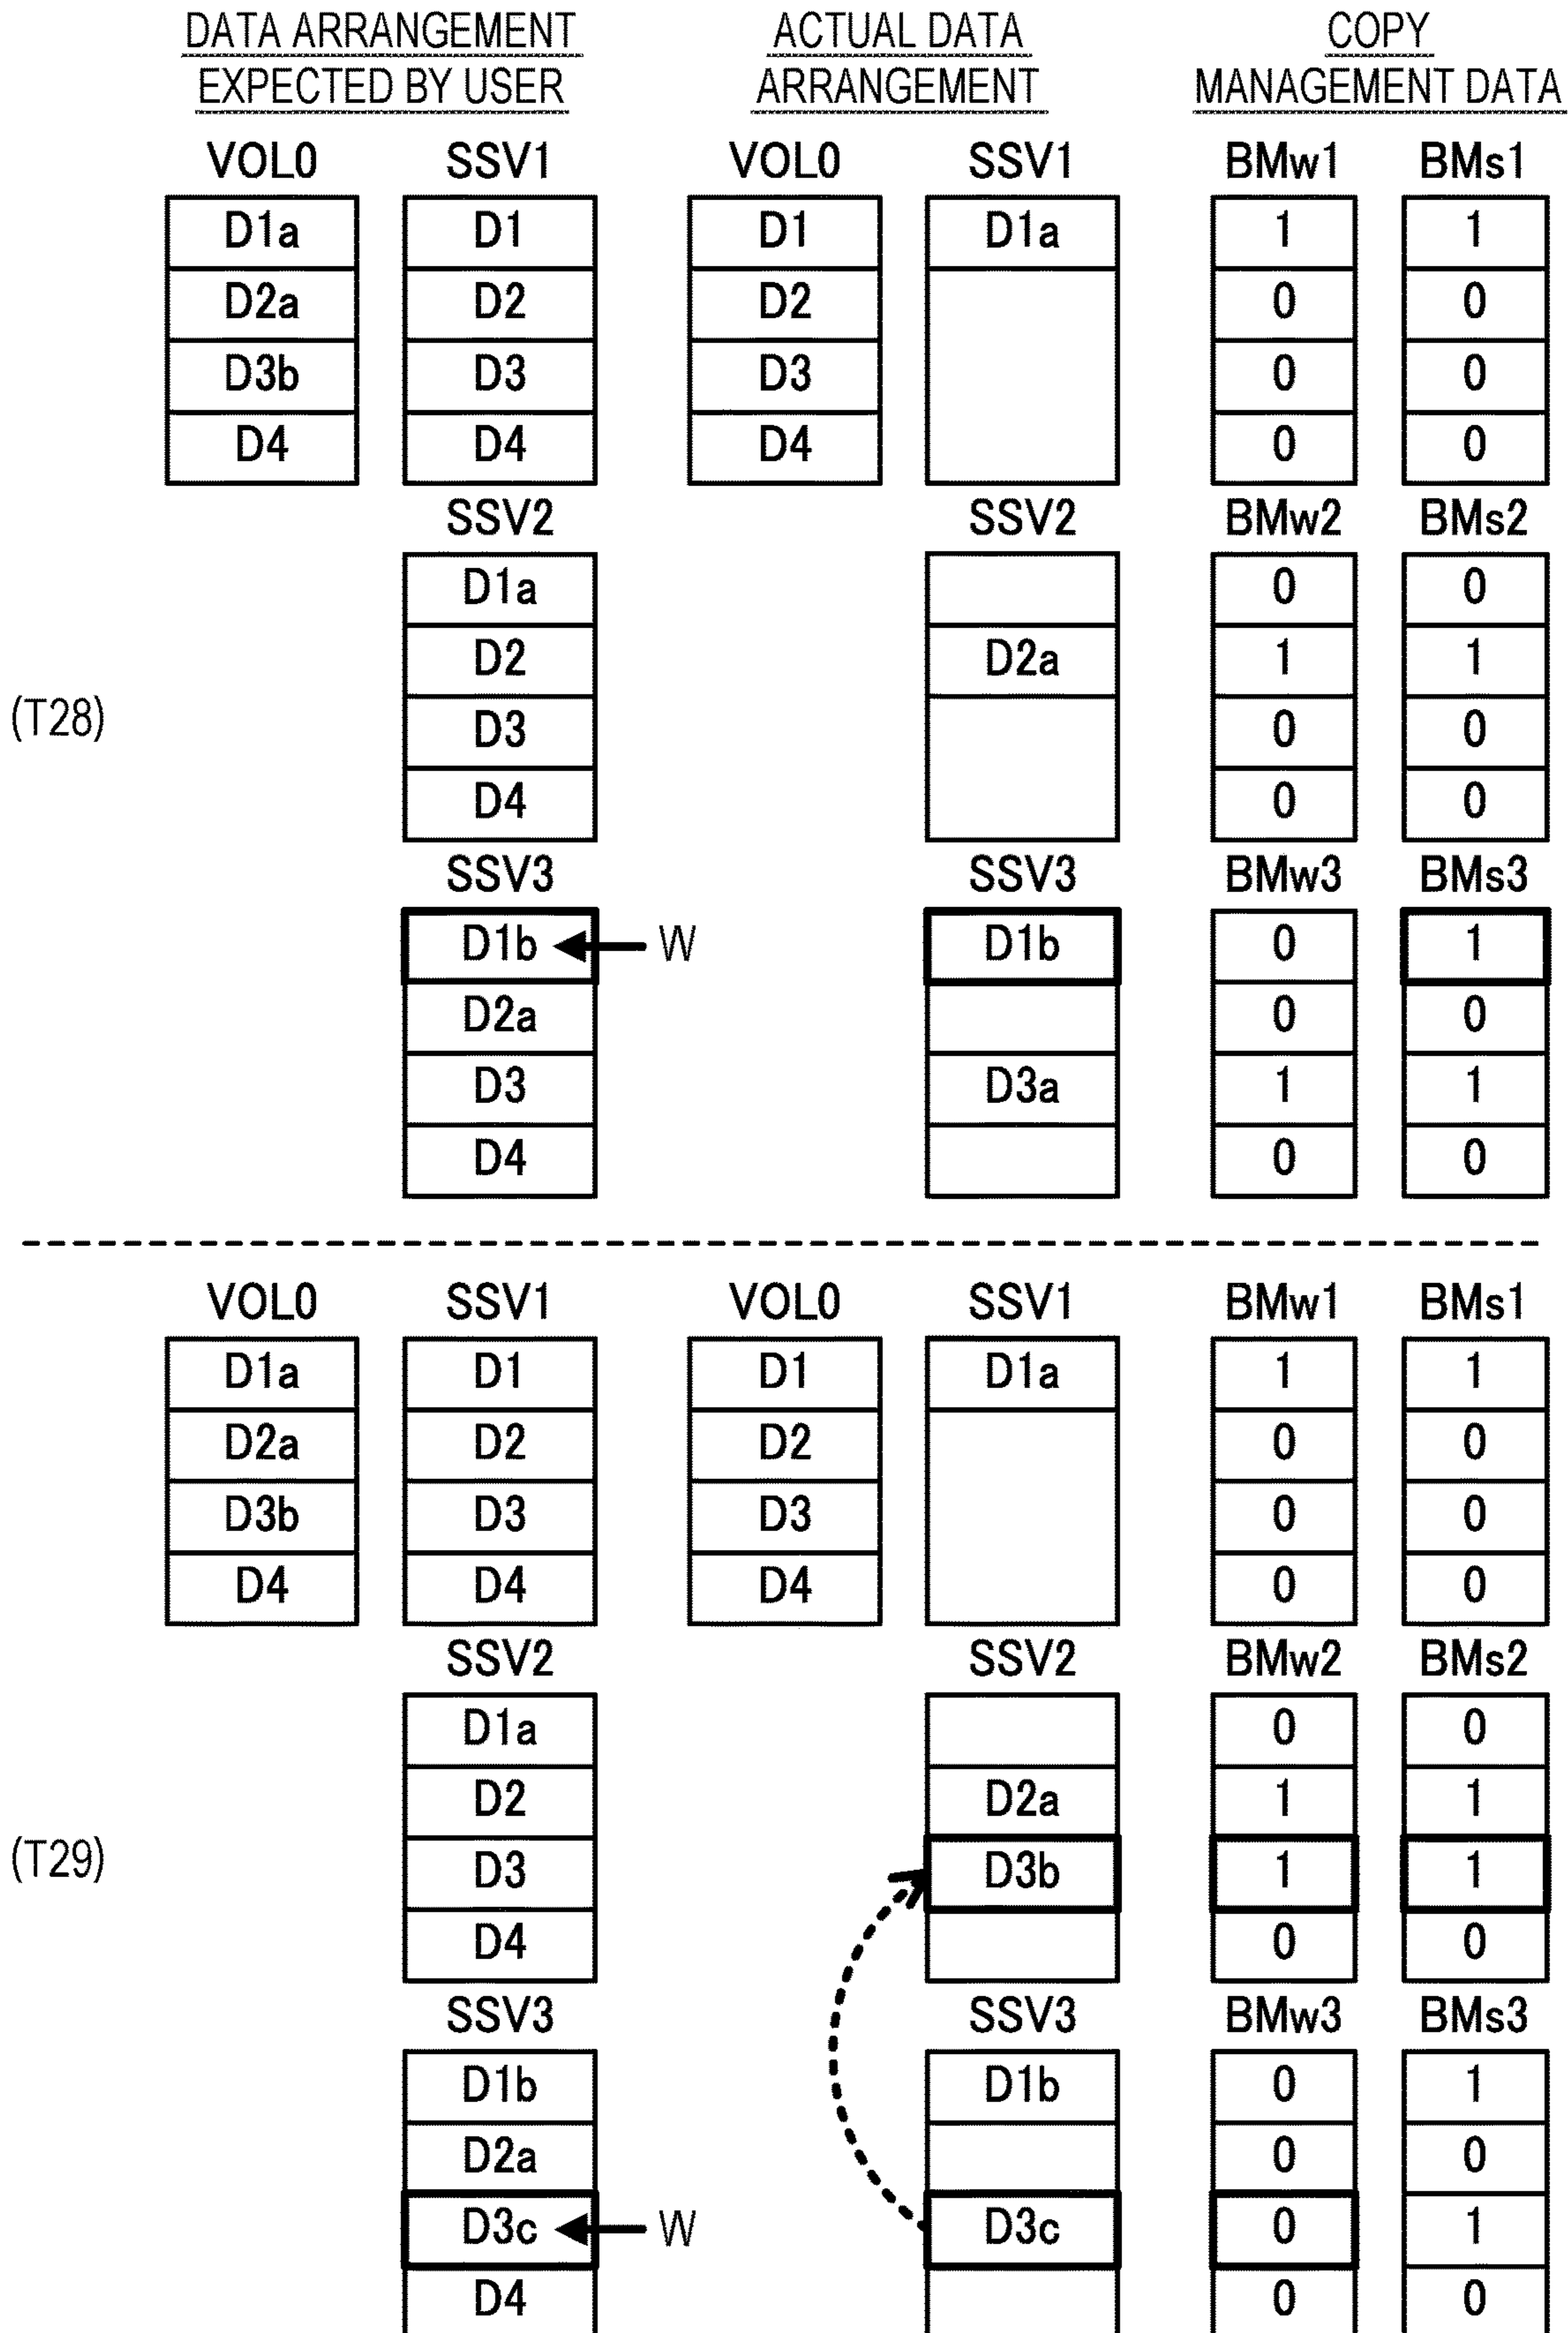 DATA ARRANGEMENT EXPECTED BY USER ACTUAL DATA ARRANGEMENT COPY MANAGEMENT DATA
VOL0 SSV1 VOL0 SSV1 BMw1 BMs1
D1a D1 D1 D1a 1 1
D2a D2 D2 0 0
D3b D3 D3 0 0
D4 D4 D4 0 0
SSV2 SSV2 BMw2 BMs2
D1a 0 0
D2 D2a 1 1
(T28)
D3 0 0
D4 0 0
SSV3 SSV3 BMw3 BMs3
D1b W D1b 0 1
D2a 0 0
D3 D3a 1 1
D4 0 0
VOL0 SSV1 VOL0 SSV1 BMw1 BMs1
D1a D1 D1 D1a 1 1
D2a D2 D2 0 0
D3b D3 D3 0 0
D4 D4 D4 0 0
SSV2 SSV2 BMw2 BMs2
D1a 0 0
D2 D2a 1 1
(T29)
D3 D3b 1 1
D4 0 0
SSV3 SSV3 BMw3 BMs3
D1b D1b 0 1
D2a 0 0
D3c W D3c 0 1
D4 0 0